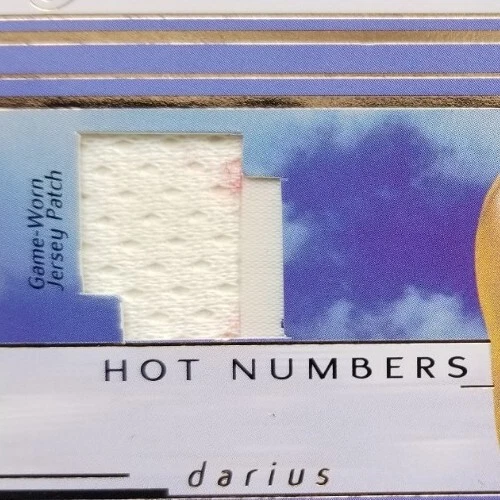 Game-Worn
Jersey Patch
HOT NUMBERS
darius